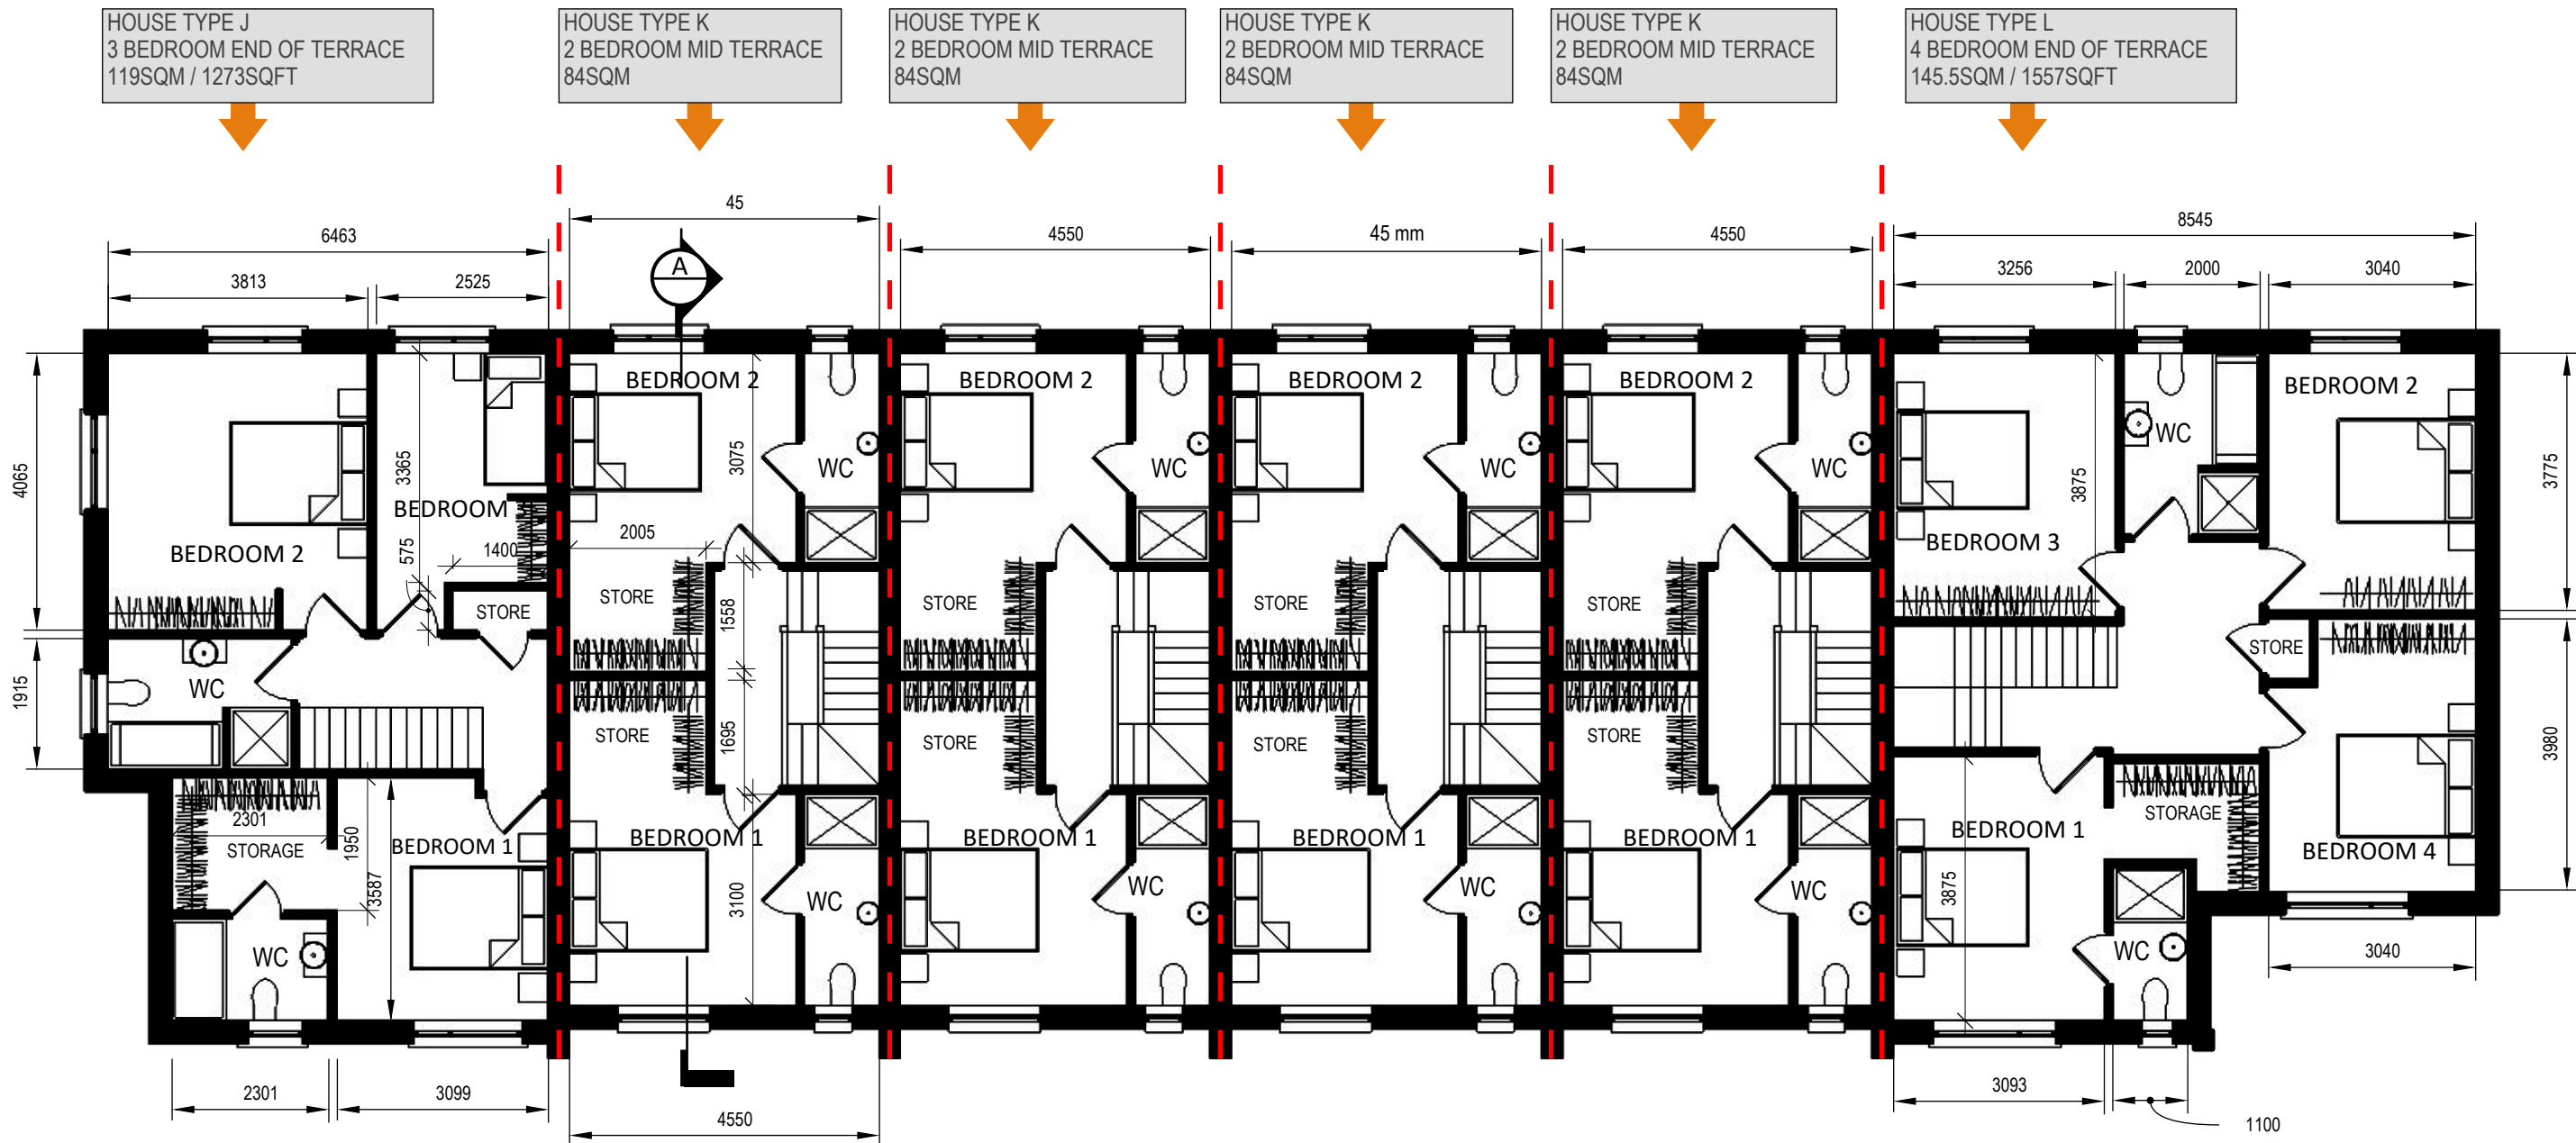 HOUSE TYPE J
3 BEDROOM END OF TERRACE
119SQM / 1273SQFT
HOUSE TYPE K
2 BEDROOM MID TERRACE
84SQM
HOUSE TYPE K
2 BEDROOM MID TERRACE
84SQM
HOUSE TYPE K
2 BEDROOM MID TERRACE
84SQM
HOUSE TYPE K
2 BEDROOM MID TERRACE
84SQM
HOUSE TYPE L
4 BEDROOM END OF TERRACE
145.5SQM / 1557SQFT
45
6463
4550
45 mm
4550
8545
3813
2525
A
3256
2000
3040
BEDROOM 2
BEDROOM 2
BEDROOM 2
BEDROOM 2
BEDROOM 2
4065
3365
3075
WC
WC
WC
WC
WC
3875
3775
BEDROOM
BEDROOM 2
575
1400
2005
BEDROOM 3
STORE
STORE
STORE
STORE
STORE
1558
1915
WC
STORE
STORE
STORE
STORE
STORE
1695
3980
2301
STORAGE
1950
3587
BEDROOM 1
BEDROOM 1
BEDROOM 1
BEDROOM 1
BEDROOM 1
BEDROOM 1
STORAGE
BEDROOM 4
3100
WC
WC
WC
WC
3875
WC
WC
3040
2301
3099
4550
3093
1100